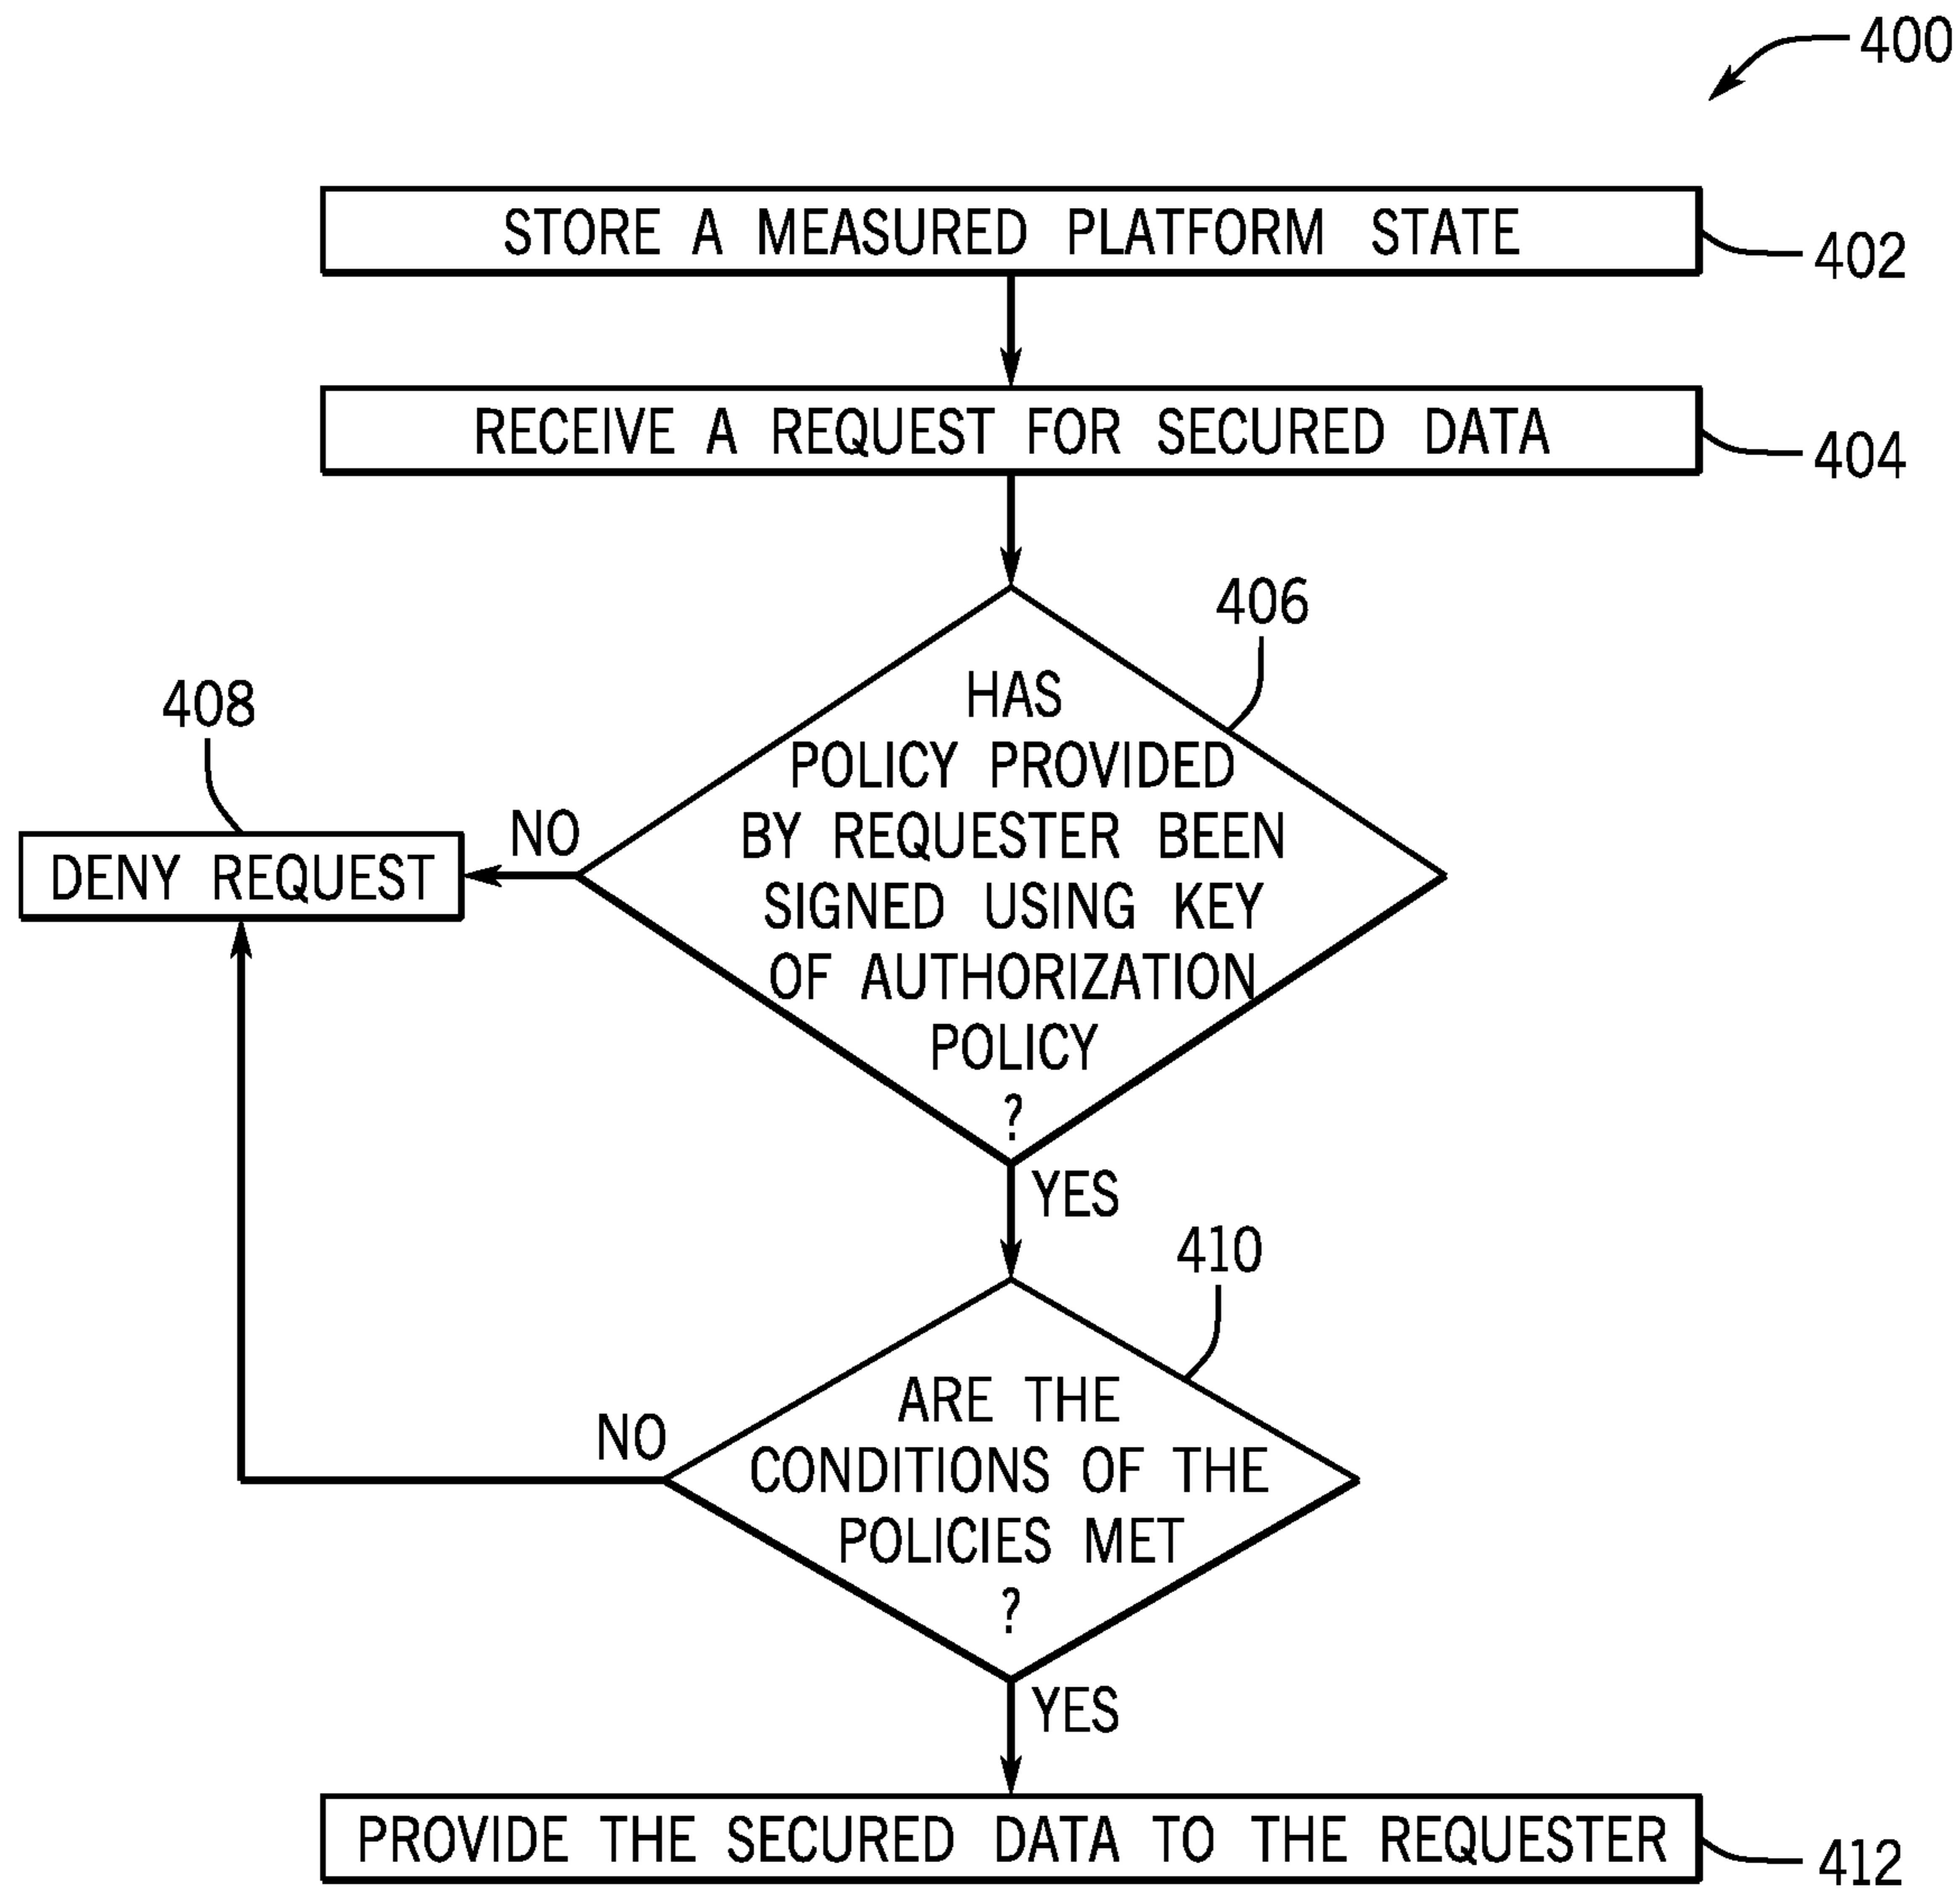 400
STORE A MEASURED PLATFORM STATE
402
RECEIVE A REQUEST FOR SECURED DATA
404
406
HAS
POLICY PROVIDED
BY REQUESTER BEEN
SIGNED USING KEY
OF AUTHORIZATION
POLICY
?
NO
408
DENY REQUEST
YES
410
ARE THE
CONDITIONS OF THE
POLICIES MET
?
NO
YES
PROVIDE THE SECURED DATA TO THE REQUESTER
412